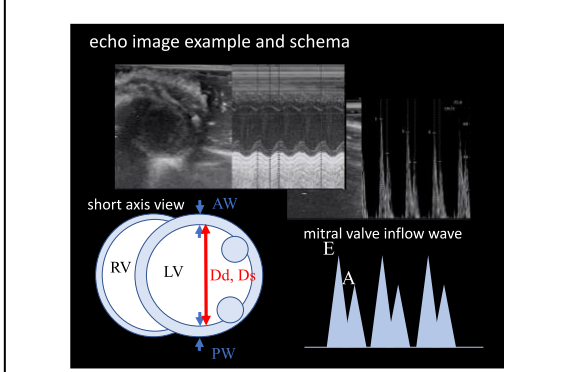 echo image example and schema
short axis view
AW
RV
LV
Dd, Ds
PW
mitral valve inflow wave
E
A